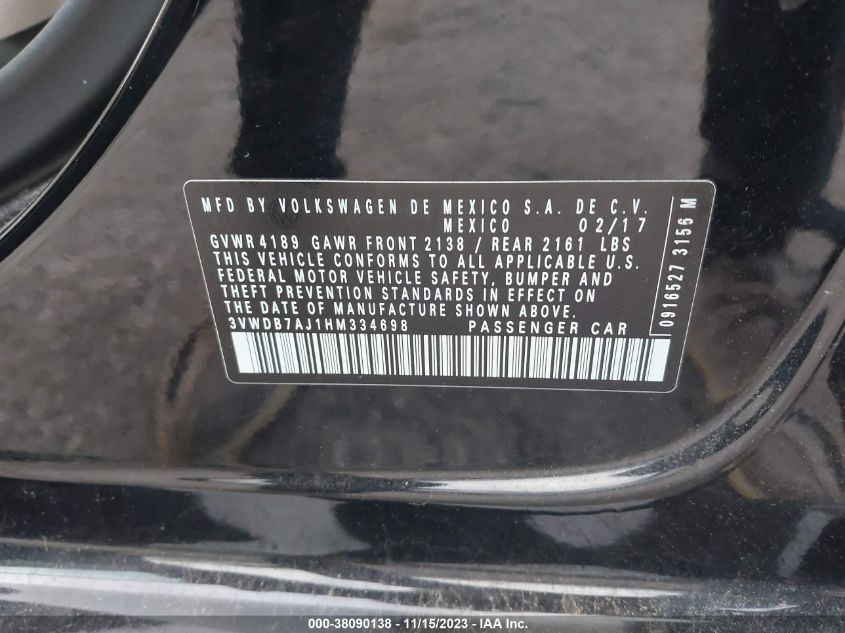 MFD BY VOLKSWAGEN DE MEXICO S.A. DE C.V.
MEXICO 02/17
GVWR 4189 GAWR FRONT 2138 / REAR 2161 LBS
THIS VEHICLE CONFORMS TO ALL APPLICABLE U.S.
FEDERAL MOTOR VEHICLE SAFETY, BUMPER AND
THEFT PREVENTION STANDARDS IN EFFECT ON
THE DATE OF MANUFACTURE SHOWN ABOVE.
3VWDB7AJ1HM334698 PASSENGER CAR
0916527 3156 M
000-38090138 - 11/15/2023 - IAA Inc.